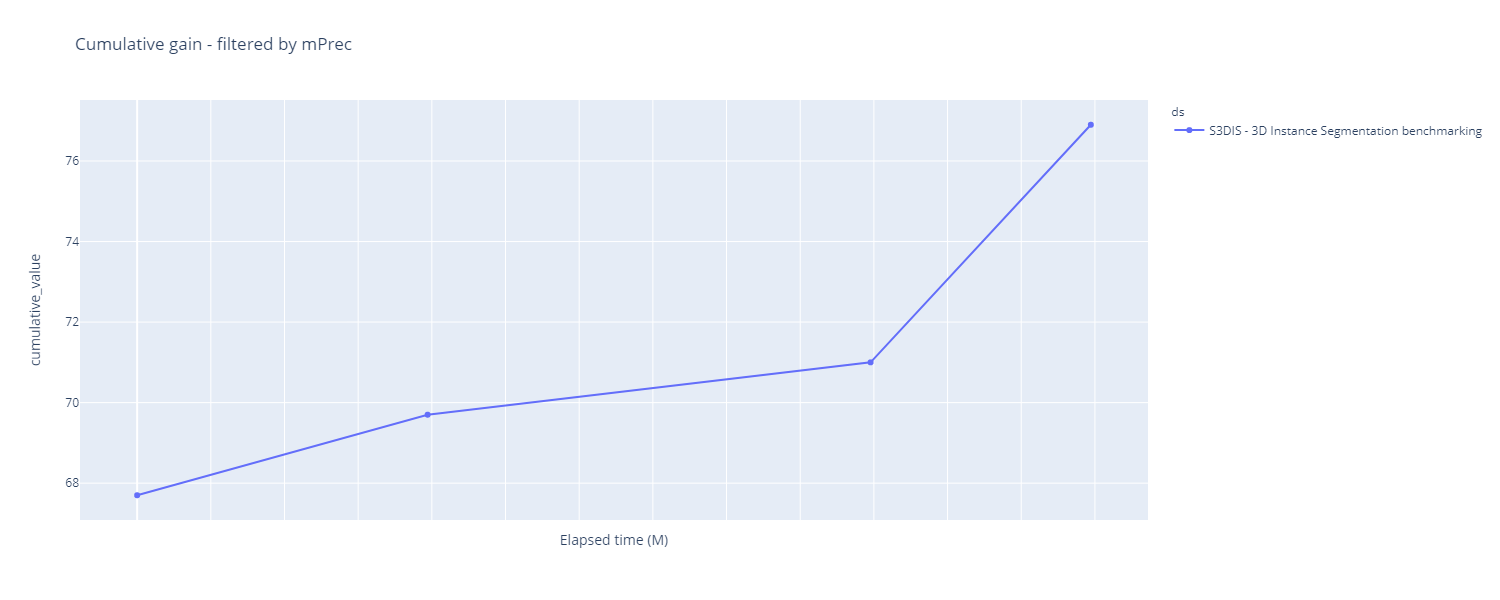 Cumulative gain - filtered by mPrec
ds
S3DIS - 3D Instance Segmentation benchmarking
76
74
72
70
68
cumulative_value
Elapsed time (M)